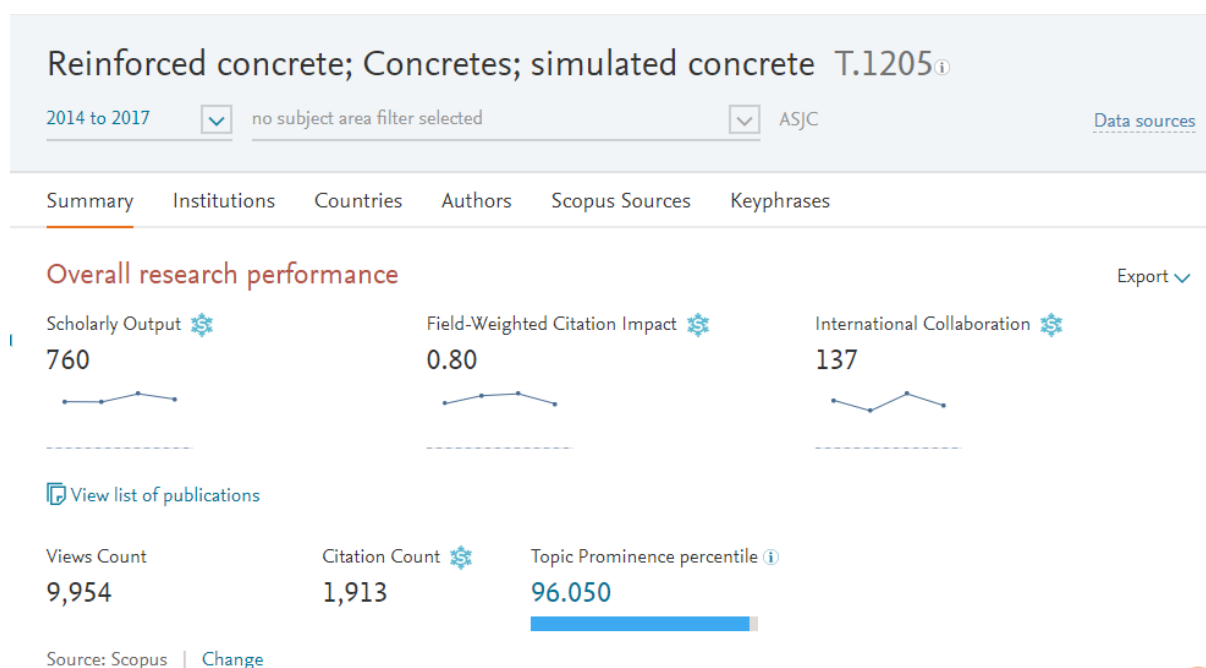 Reinforced concrete; Concretes; simulated concrete T.1205
2014 to 2017 no subject area filter selected ASJC Data sources
Summary Institutions Countries Authors Scopus Sources Keyphrases
Overall research performance Export
Scholarly Output Field-Weighted Citation Impact International Collaboration
760 0.80 137
View list of publications
Views Count Citation Count Topic Prominence percentile
9,954 1,913 96.050
Source: Scopus | Change